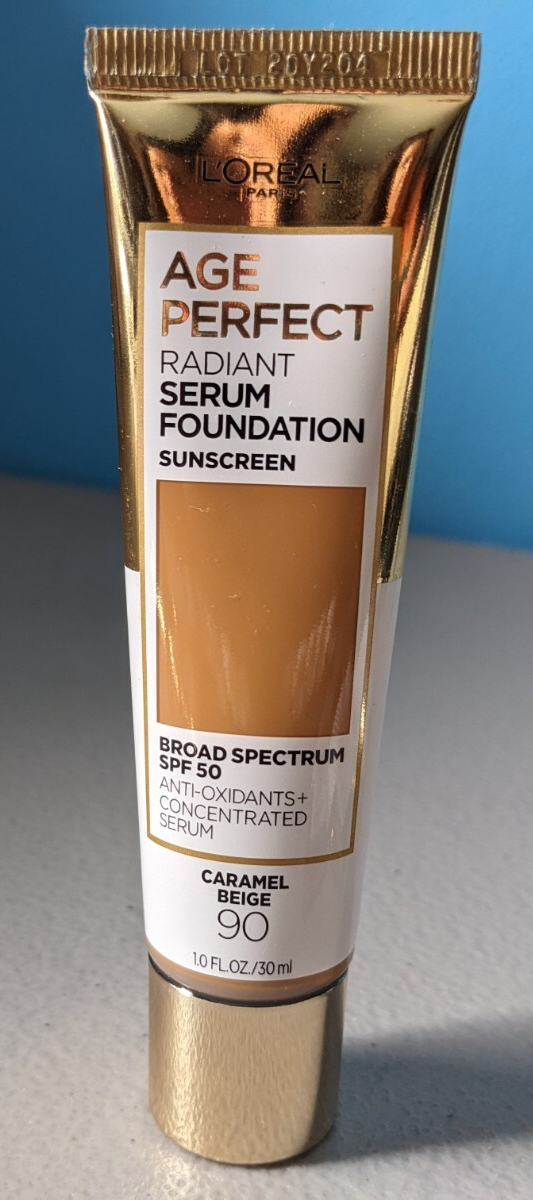 LOT 20Y204
L'ORÉAL
PARIS
AGE
PERFECT
RADIANT
SERUM
FOUNDATION
SUNSCREEN
BROAD SPECTRUM
SPF 50
ANTI-OXIDANTS+
CONCENTRATED
SERUM
CARAMEL
BEIGE
90
1.0 FL.OZ./30 ml